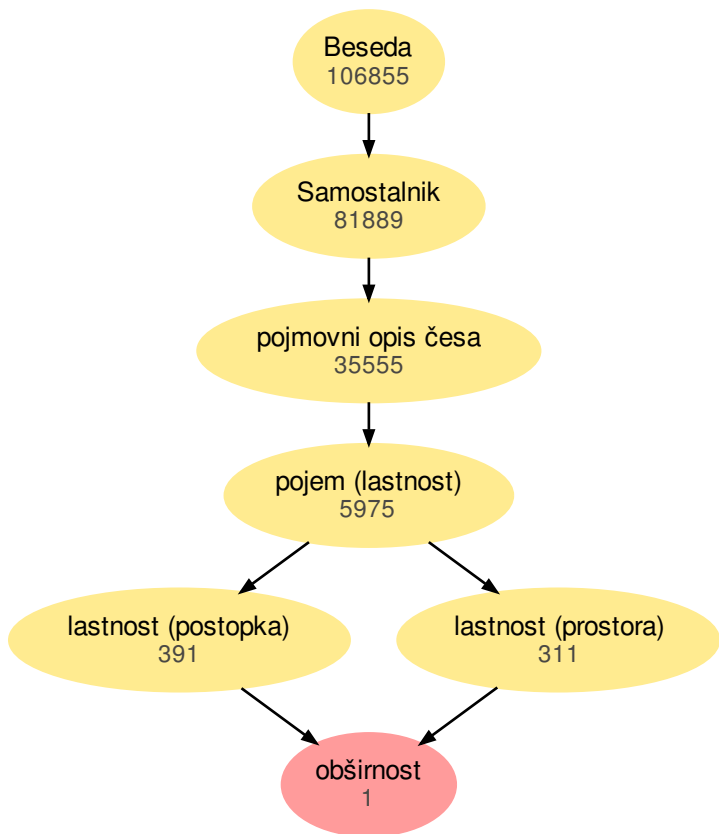 Beseda
106855
Samostalnik
81889
pojmovni opis česa
35555
pojem (lastnost)
5975
lastnost (postopka)
391
lastnost (prostora)
311
obširnost
1